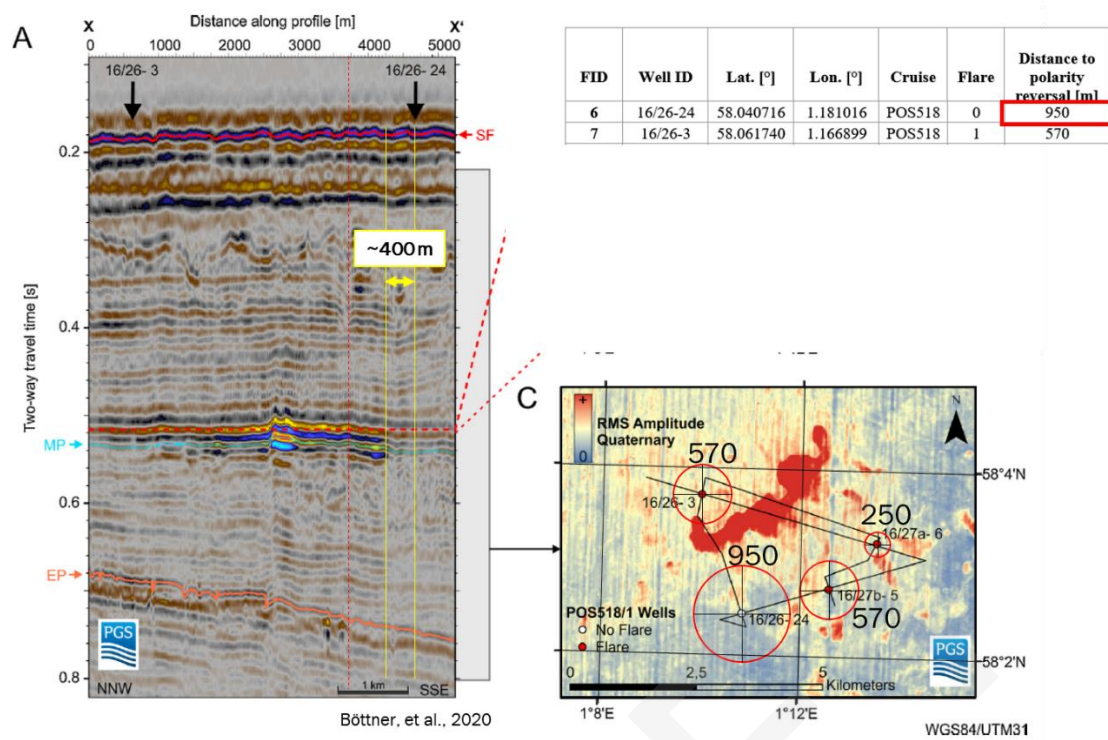 A
Distance along profile [m]
X X'
0 1000 2000 3000 4000 5000
16/26- 3
16/26- 24
SF
0.2
~400m
Two-way travel time [s]
0.4
MP
0.6
EP
PGS
0.8
NNW
1 km
SSE
Böttner, et al., 2020
FID Well ID Lat. [°] Lon. [°] Cruise Flare Distance to polarity reversal [m]
6 16/26-24 58.040716 1.181016 POS518 0 950
7 16/26-3 58.061740 1.166899 POS518 1 570
C
+
0
RMS Amplitude
Quaternary
N
570
58°4'
16/26- 3
250
16/27a- 6
950
16/27b- 5
570
POS518/1 Wells
No Flare
Flare
16/26- 24
PGS
58°2'
0 2,5 5
Kilometers
1°8'E 1°12'E
WGS84/UTM31